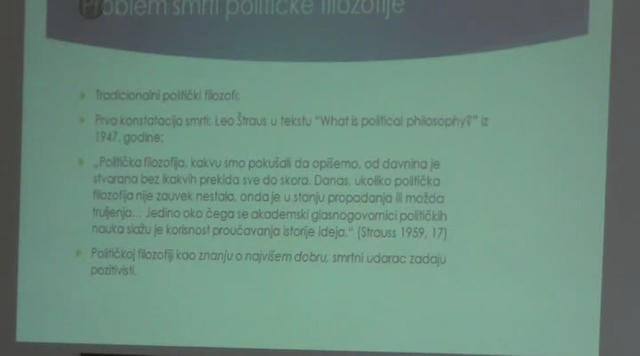 Problem smrti političke filozofije
Tradicionalni politički filozofi:
Prva konstatacija smrti: Leo Štraus u tekstu "What is political philosophy?" iz
1947. godine:
„Politička filozofija, kakvu smo pokušali da opišemo, od davnina je
stvarana bez ikakvih prekida sve do skora. Danas, ukoliko politička
filozofija nije zauvek nestala, onda je u stanju propadanja ili možda
truljenja... Jedino oko čega se akademski glasnogovornici političkih
nauka slažu je korisnost proučavanja istorije ideja." (Strauss 1959, 17)
Političkoj filozofiji kao znanju o najvišem dobru, smrtni udarac zadaju
pozitivisti.